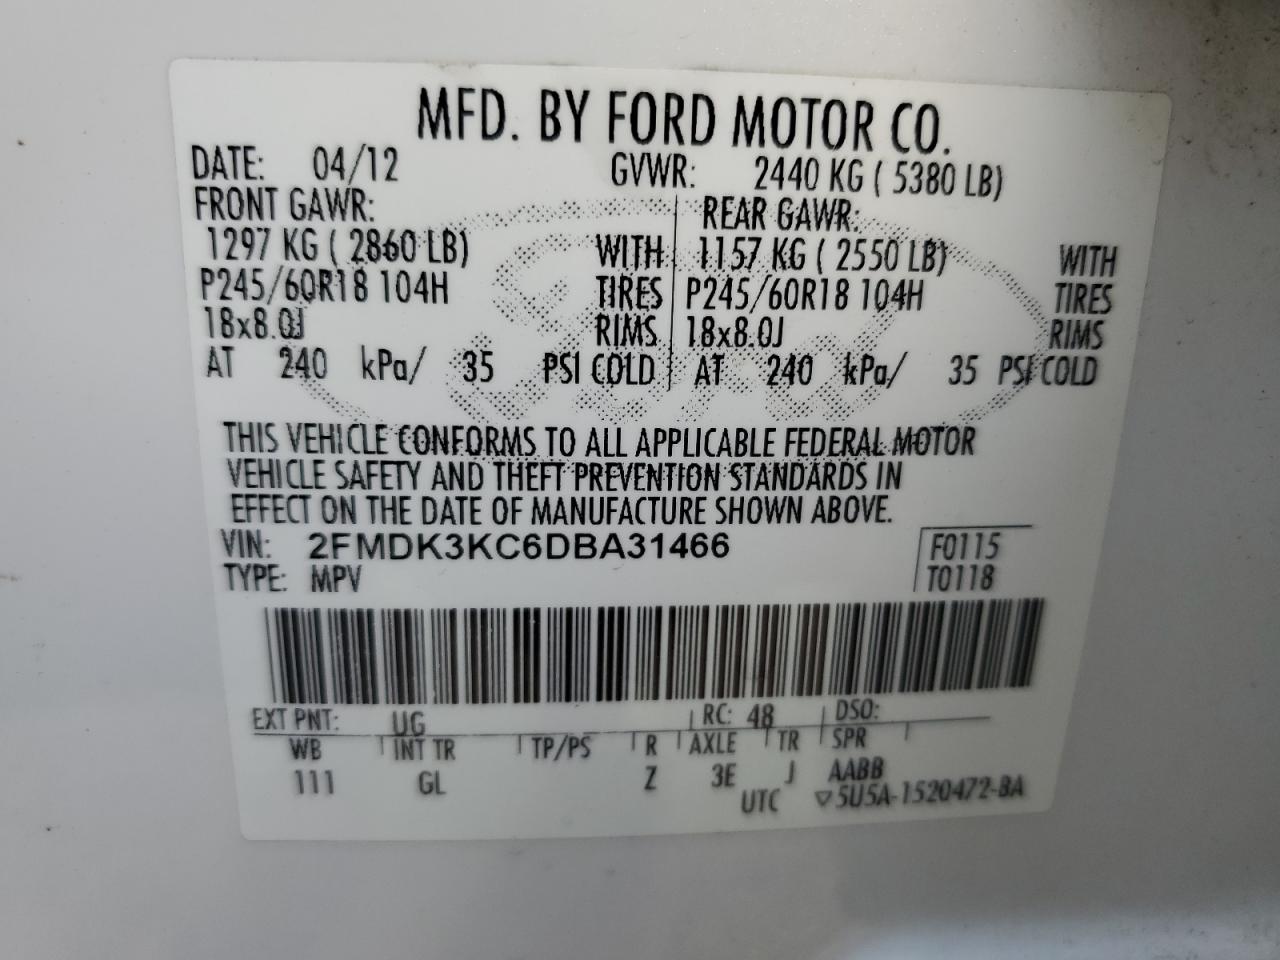 MFD. BY FORD MOTOR CO.
DATE: 04/12 GVWR: 2440 KG ( 5380 LB)
FRONT GAWR: REAR GAWR:
1297 KG ( 2860 LB) WITH 1157 KG ( 2550 LB) WITH
P245/60R18 104H TIRES P245/60R18 104H TIRES
18x8.0J RIMS 18x8.0J RIMS
AT 240 kPa/ 35 PSI COLD AT 240 kPa/ 35 PSI COLD
THIS VEHICLE CONFORMS TO ALL APPLICABLE FEDERAL MOTOR
VEHICLE SAFETY AND THEFT PREVENTION STANDARDS IN
EFFECT ON THE DATE OF MANUFACTURE SHOWN ABOVE.
VIN: 2FMDK3KC6DBA31466 F0115
TYPE: MPV T0118
EXT PNT: UG RC: 48 DSO:
WB INT TR TP/PS R AXLE TR SPR
111 GL Z 3E J AABB
UTC ▽5U5A-1520472-BA